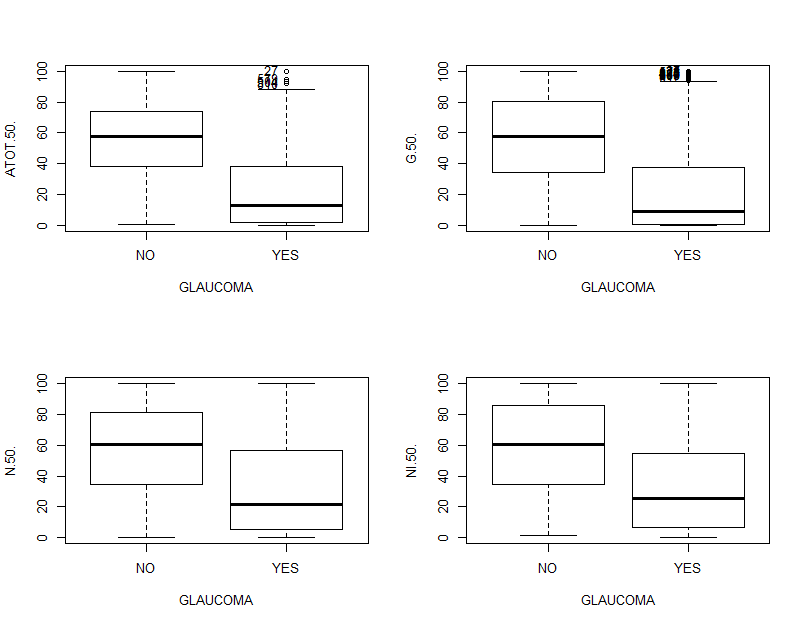 ATOT.50.
100
80
60
40
20
0
27
NO
YES
GLAUCOMA
G.50.
100
80
60
40
20
0
NO
YES
GLAUCOMA
N.50.
100
80
60
40
20
0
NO
YES
GLAUCOMA
NI.50.
100
80
60
40
20
0
NO
YES
GLAUCOMA